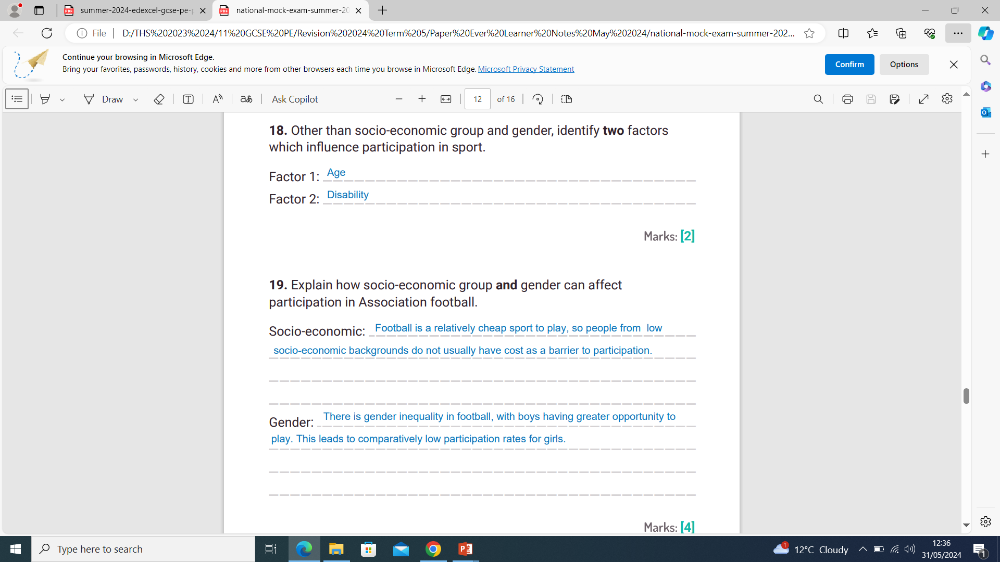 summer-2024-edexcel-gcse-pe-p
national-mock-exam-summer-20
File
D:/THS%202023%2024/11%20GCSE%20PE/Revision%202024%20Term%205/Paper%20Ever%20Learner%20Notes%20May%202024/national-mock-exam-summer-202...
Continue your browsing in Microsoft Edge.
Bring your favorites, passwords, history, cookies and more from other browsers each time you browse in Microsoft Edge. Microsoft Privacy Statement
Confirm
Options
Draw
Ask Copilot
12 of 16
18. Other than socio-economic group and gender, identify two factors
which influence participation in sport.
Factor 1: Age
Factor 2: Disability
Marks: [2]
19. Explain how socio-economic group and gender can affect
participation in Association football.
Socio-economic: Football is a relatively cheap sport to play, so people from low
socio-economic backgrounds do not usually have cost as a barrier to participation.
Gender: There is gender inequality in football, with boys having greater opportunity to
play. This leads to comparatively low participation rates for girls.
Marks: [4]
Type here to search
1
12°C Cloudy
12:36
31/05/2024
1